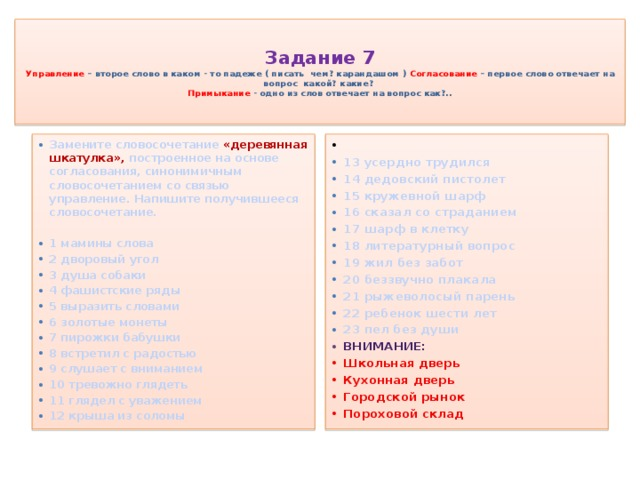 Задание 7
Управление – второе слово в каком - то падеже ( писать чем? карандашом ) Согласование – первое слово отвечает на
вопрос какой? какие?
Примыкание - одно из слов отвечает на вопрос как?..
• Замените словосочетание «деревянная
шкатулка», построенное на основе
согласования, синонимичным
словосочетанием со связью
управление. Напишите получившееся
словосочетание.
• 1 мамины слова
• 2 дворовый угол
• 3 душа собаки
• 4 фашистские ряды
• 5 выразить словами
• 6 золотые монеты
• 7 пирожки бабушки
• 8 встретил с радостью
• 9 слушает с вниманием
• 10 тревожно глядеть
• 11 глядел с уважением
• 12 крыша из соломы
•
• 13 усердно трудился
• 14 дедовский пистолет
• 15 кружевной шарф
• 16 сказал со страданием
• 17 шарф в клетку
• 18 литературный вопрос
• 19 жил без забот
• 20 беззвучно плакала
• 21 рыжеволосый парень
• 22 ребенок шести лет
• 23 пел без души
• ВНИМАНИЕ:
• Школьная дверь
• Кухонная дверь
• Городской рынок
• Пороховой склад